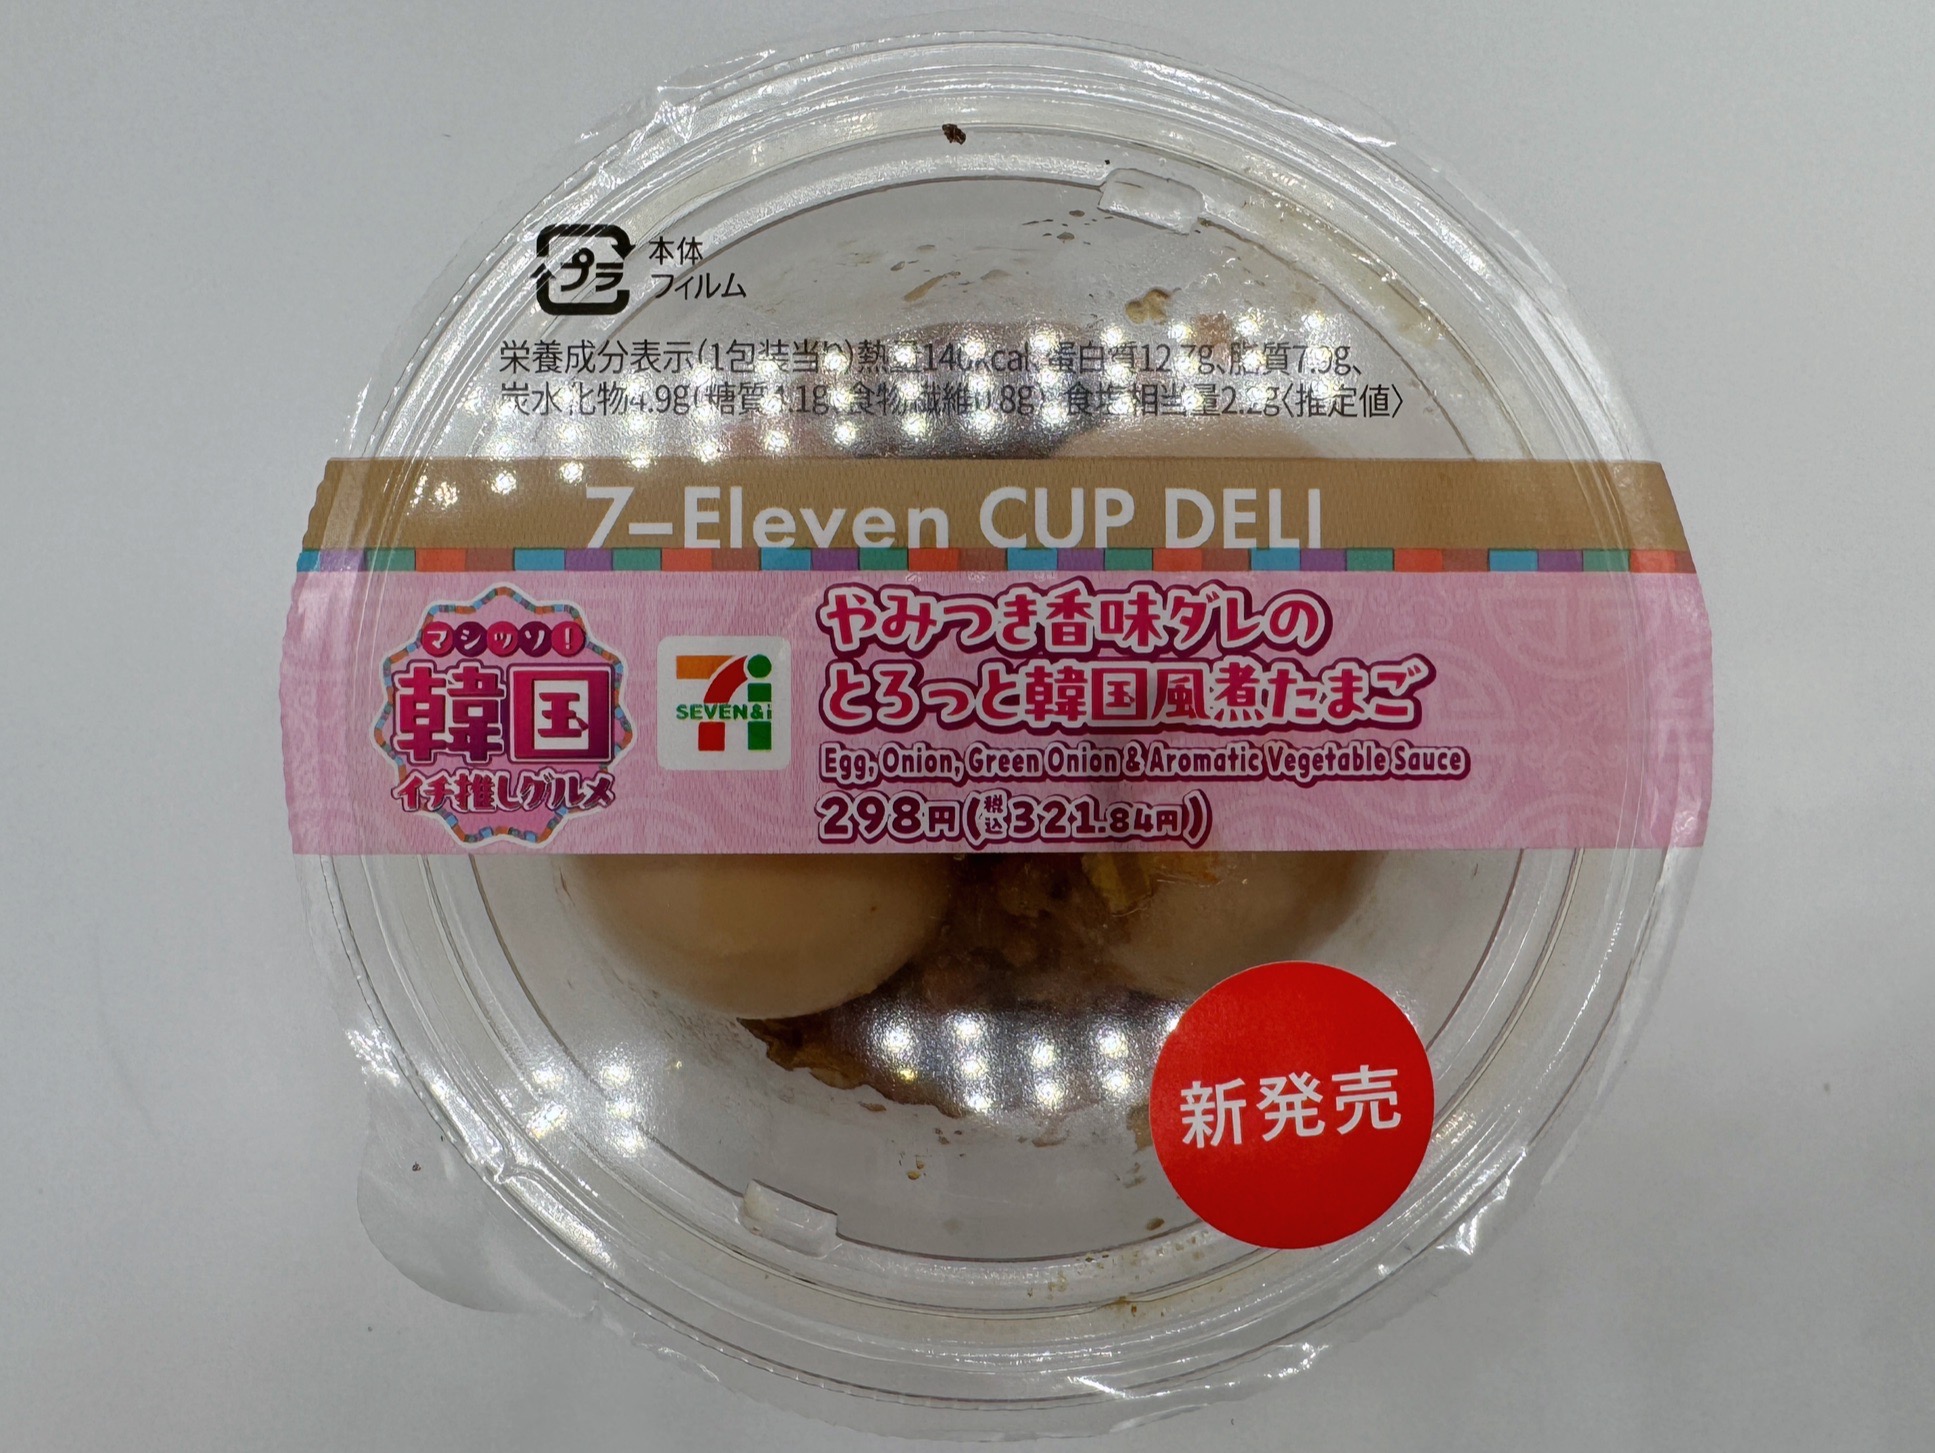 プラ
本体
フィルム
栄養成分表示(1包装当り)熱量140kcal、蛋白質12.7g、脂質7.9g、
炭水化物4.9g(糖質4.1g、食物繊維0.8g)、食塩相当量2.2g〈推定値〉
7-Eleven CUP DELI
マシッソ!
韓国
イチ推しグルメ
7i
SEVEN&i
やみつき香味ダレの
とろっと韓国風煮たまご
Egg, Onion, Green Onion & Aromatic Vegetable Sauce
298円(税込321.84円)
新発売